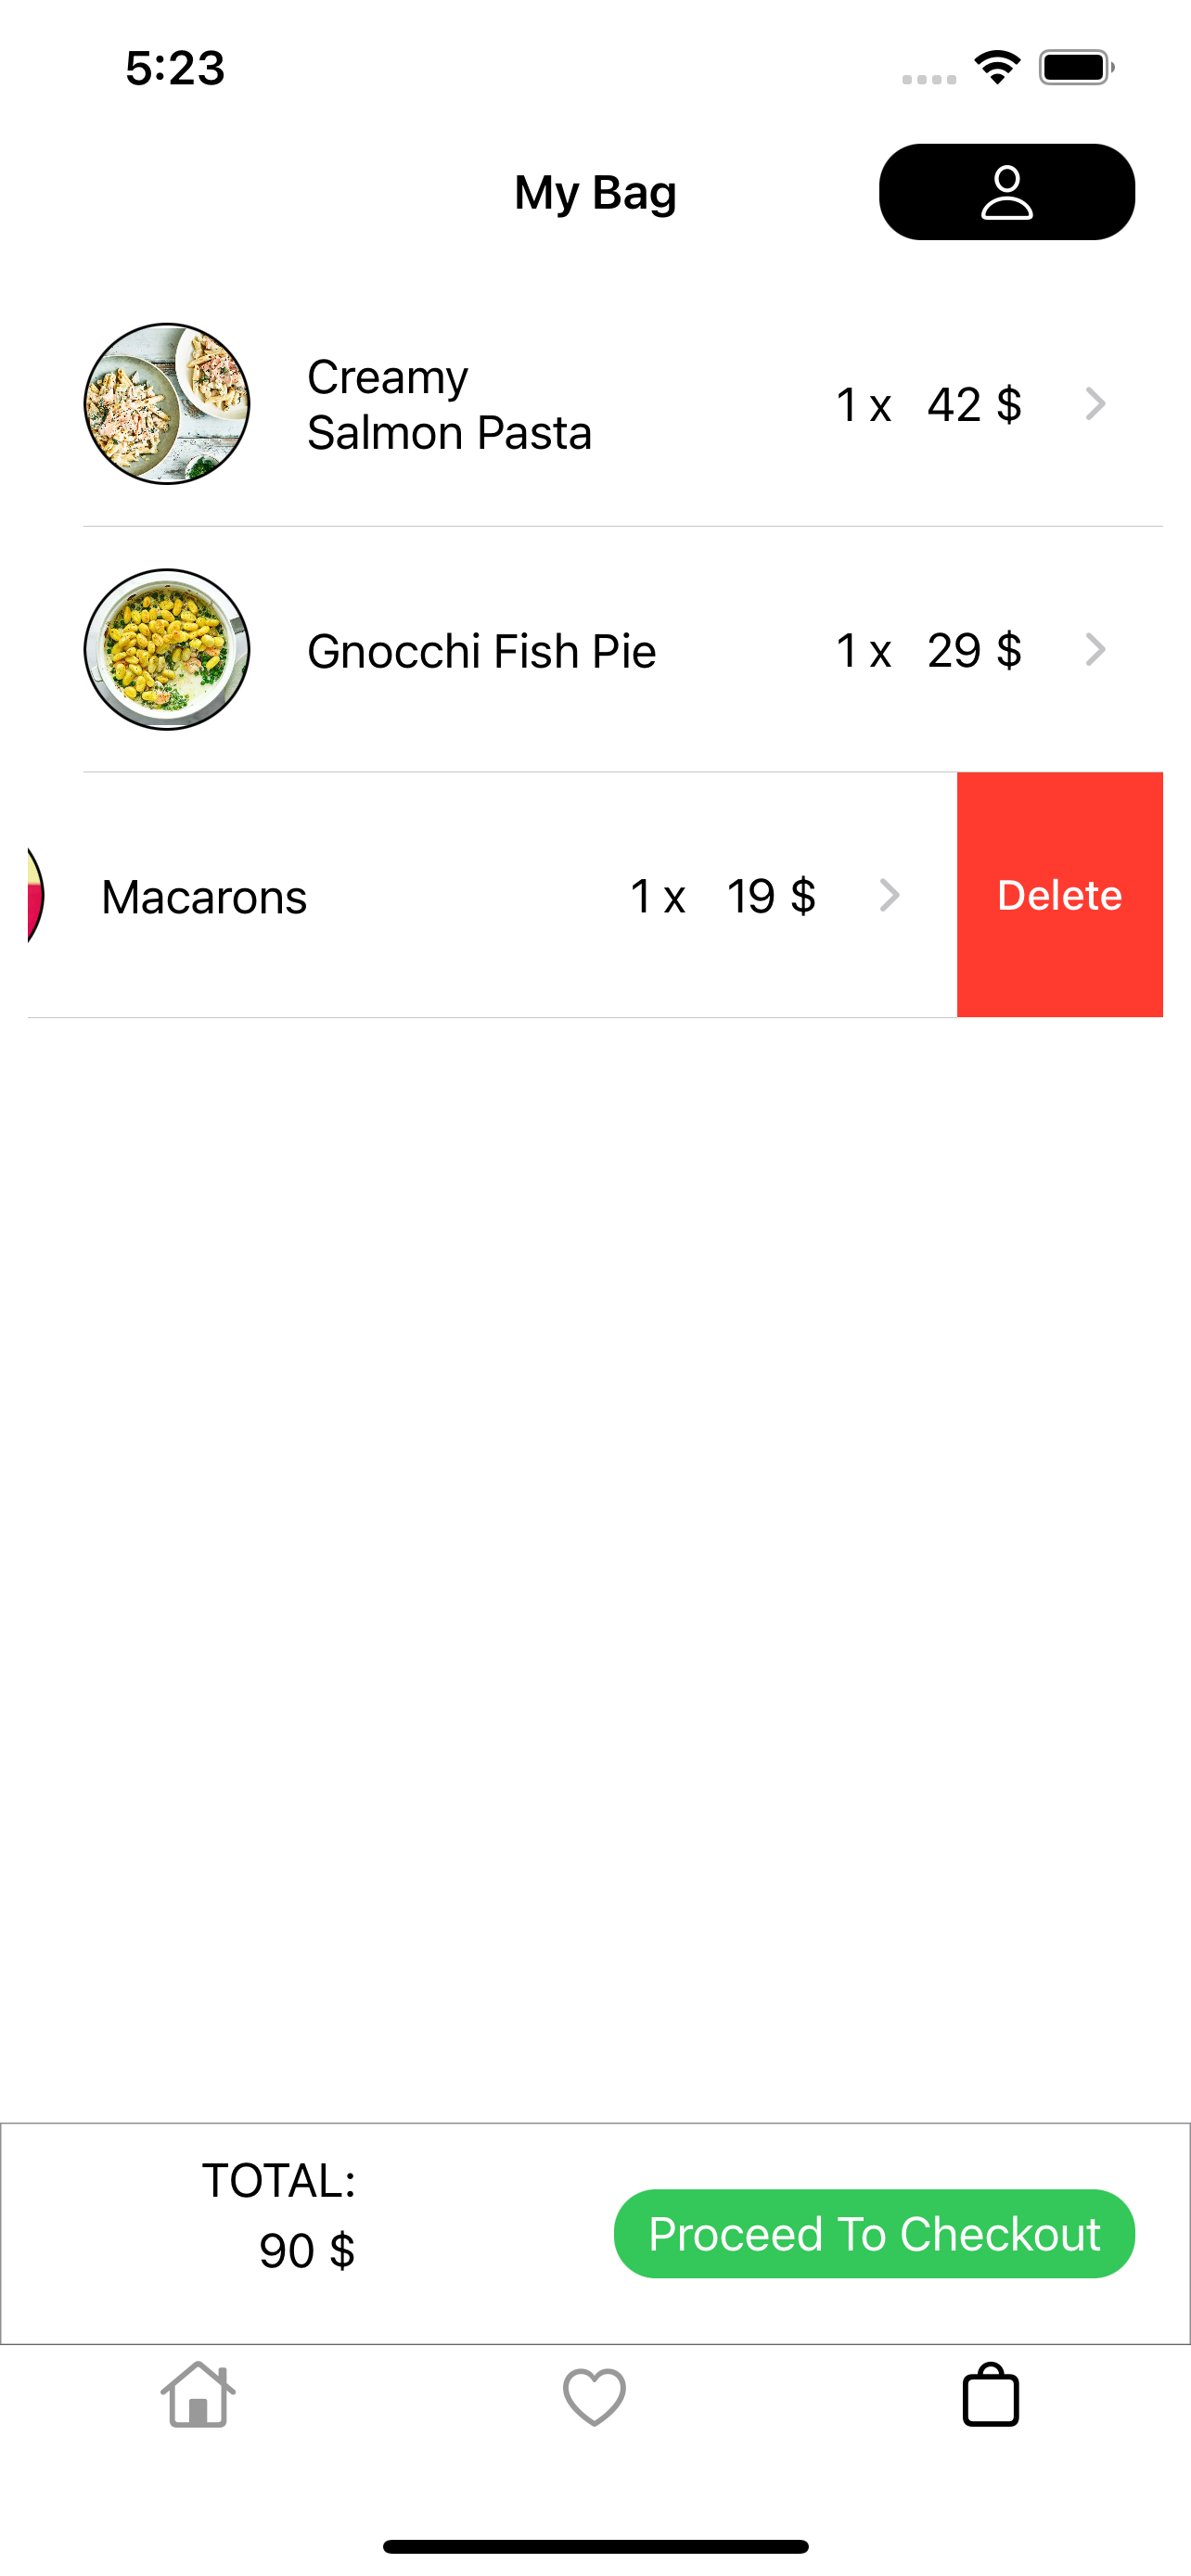 5:23
My Bag
Creamy
Salmon Pasta
1 x 42 $
Gnocchi Fish Pie
1 x 29 $
Macarons
1 x 19 $
Delete
TOTAL:
90 $
Proceed To Checkout